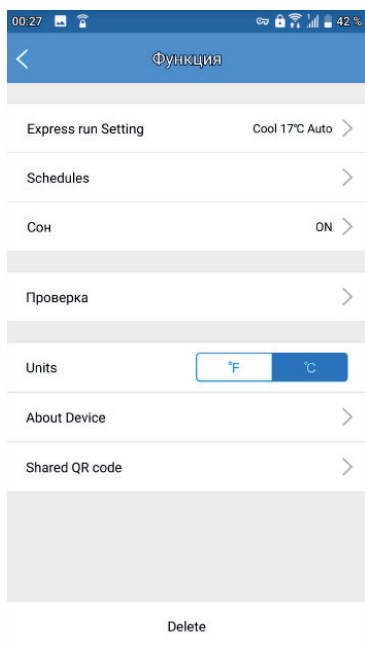 00:27 42 %
Функция
Express run Setting Cool 17℃ Auto
Schedules
Сон ON
Проверка
Units ℉ ℃
About Device
Shared QR code
Delete